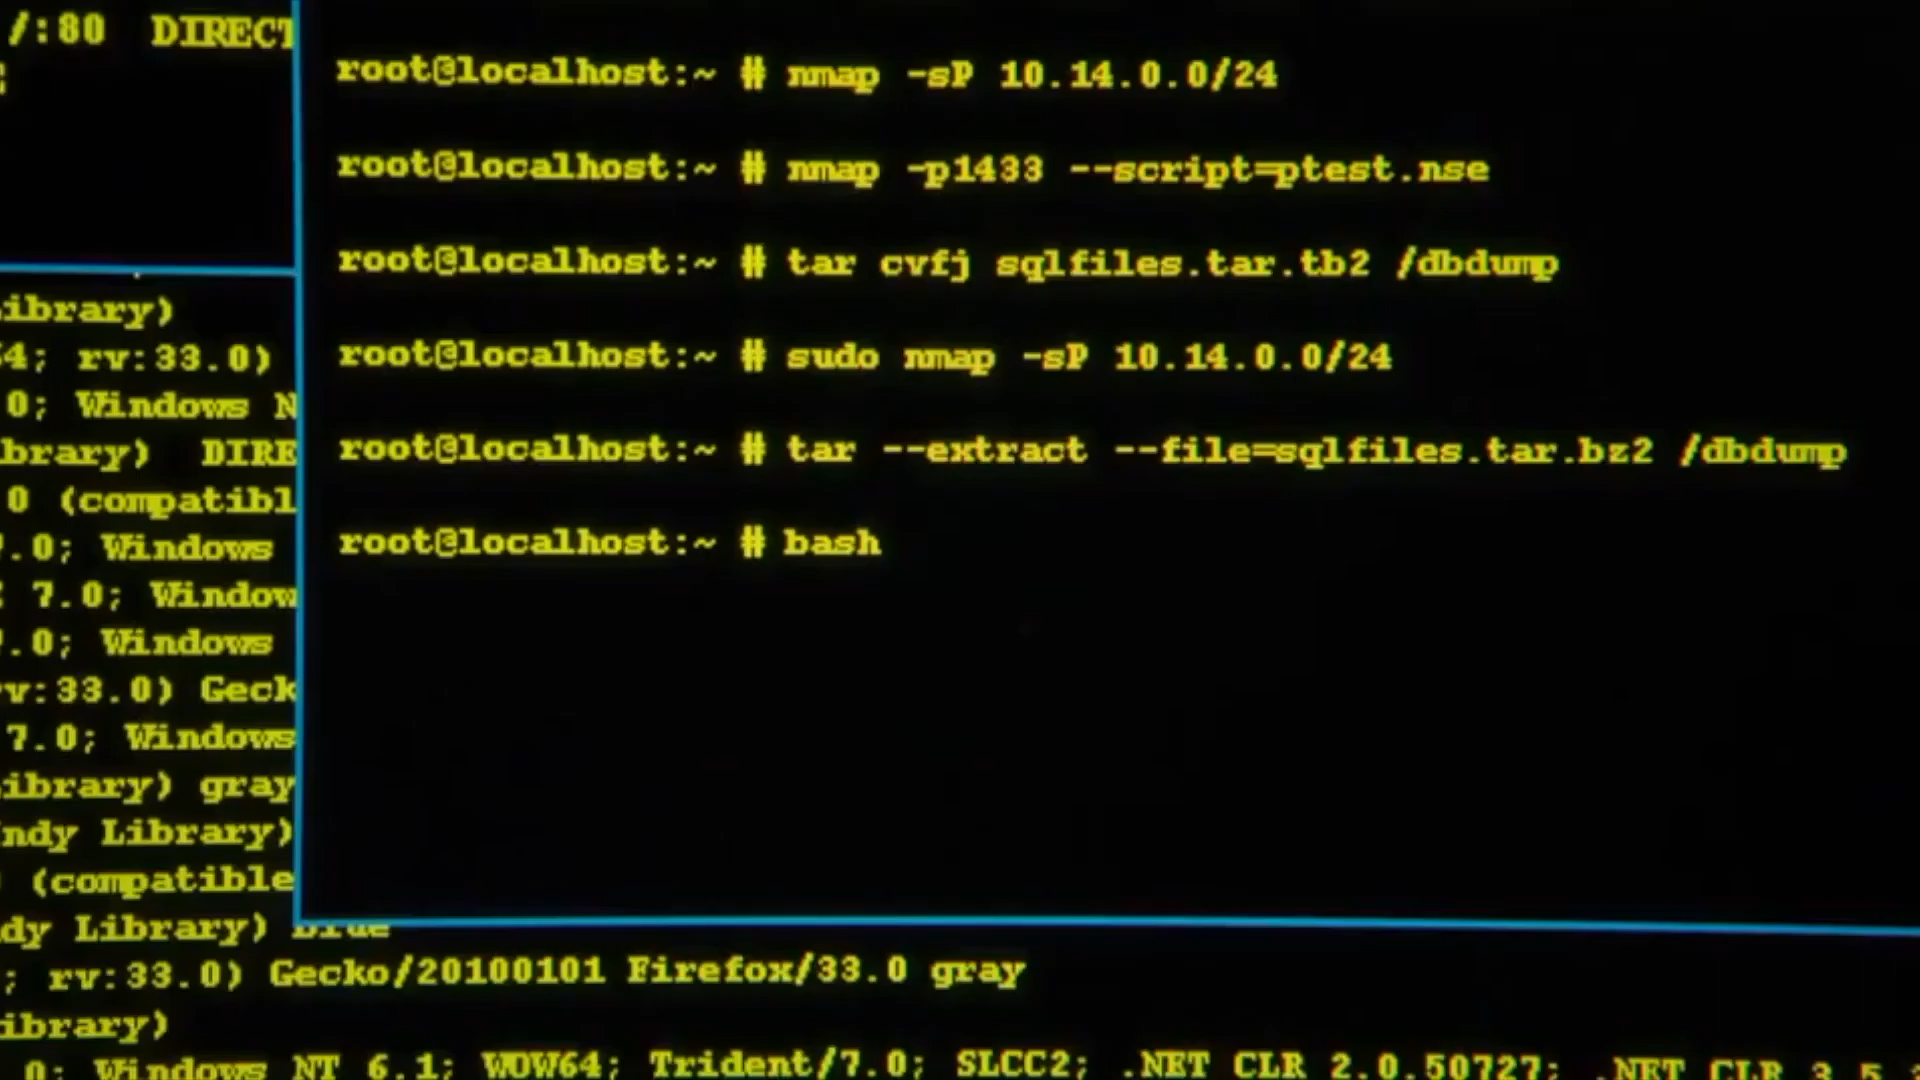 /:80 DIRECT
;
root@localhost:~ # nmap -sP 10.14.0.0/24
root@localhost:~ # nmap -p1433 --script=ptest.nse
root@localhost:~ # tar cvfj sqlfiles.tar.tb2 /dbdump
root@localhost:~ # sudo nmap -sP 10.14.0.0/24
root@localhost:~ # tar --extract --file=sqlfiles.tar.bz2 /dbdump
root@localhost:~ # bash
ibrary)
64; rv:33.0)
0; Windows N
brary) DIRE
0 (compatibl
7.0; Windows
7.0; Window
7.0; Windows
rv:33.0) Geck
7.0; Windows
ibrary) gray
ndy Library)
(compatible
dy Library) blue
; rv:33.0) Gecko/20100101 Firefox/33.0 gray
ibrary)
0; Windows NT 6.1; WOW64; Trident/7.0; SLCC2; .NET CLR 2.0.50727; .NET CLR 3.5.